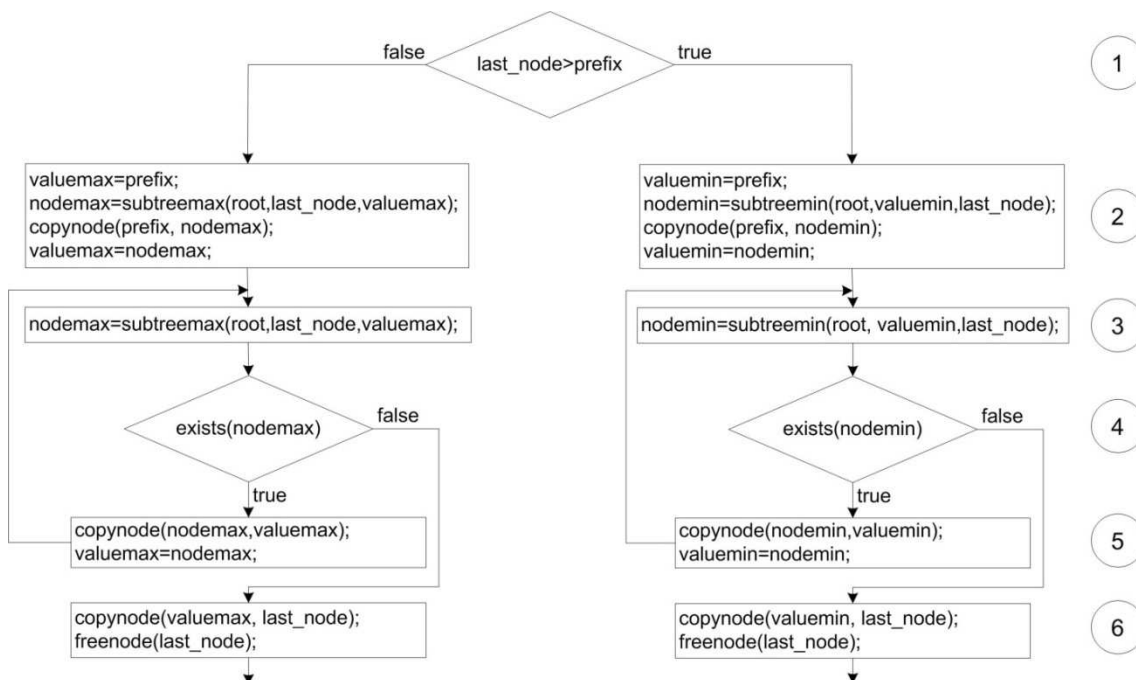 false
last_node>prefix
true
1
valuemax=prefix;
nodemax=subtreemax(root,last_node,valuemax);
copynode(prefix, nodemax);
valuemax=nodemax;
valuemin=prefix;
nodemin=subtreemin(root,valuemin,last_node);
copynode(prefix, nodemin);
valuemin=nodemin;
2
nodemax=subtreemax(root,last_node,valuemax);
nodemin=subtreemin(root, valuemin,last_node);
3
exists(nodemax)
false
exists(nodemin)
false
4
true
true
copynode(nodemax,valuemax);
valuemax=nodemax;
copynode(nodemin,valuemin);
valuemin=nodemin;
5
copynode(valuemax, last_node);
freenode(last_node);
copynode(valuemin, last_node);
freenode(last_node);
6